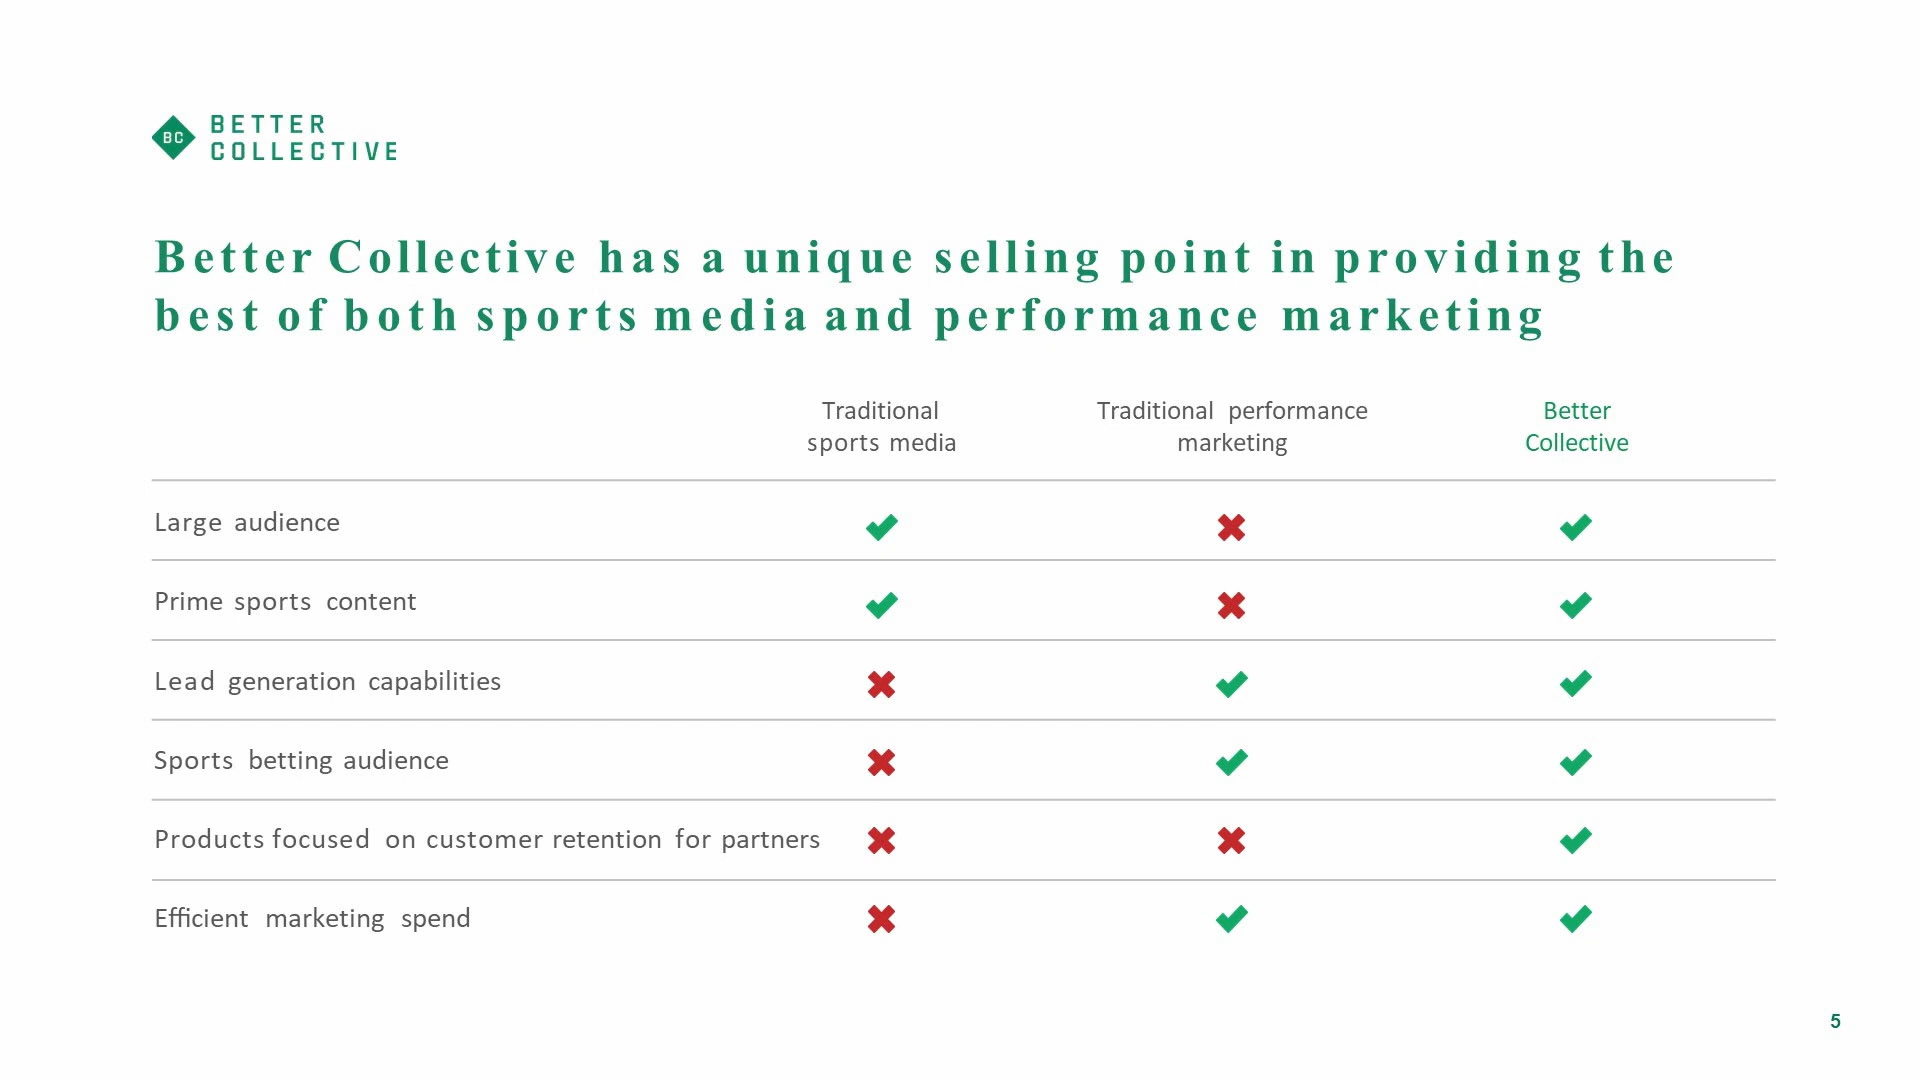 BC
BETTER
COLLECTIVE
Better Collective has a unique selling point in providing the
best of both sports media and performance marketing
Traditional
sports media
Traditional performance
marketing
Better
Collective
Large audience
Prime sports content
Lead generation capabilities
Sports betting audience
Products focused on customer retention for partners
Efficient marketing spend
5